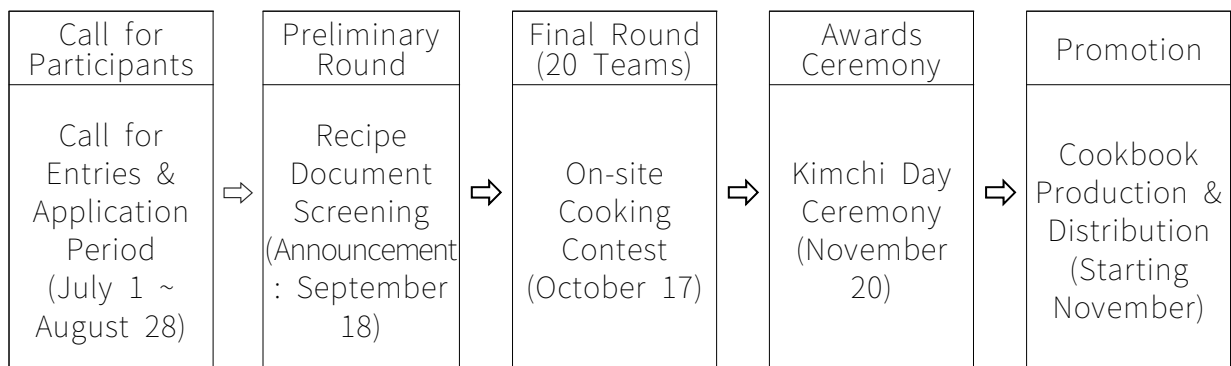 Call for
Participants
Call for
Entries &
Application
Period
(July 1 ~
August 28)
⇨
Preliminary
Round
Recipe
Document
Screening
(Announcement
: September
18)
⇨
Final Round
(20 Teams)
On-site
Cooking
Contest
(October 17)
⇨
Awards
Ceremony
Kimchi Day
Ceremony
(November
20)
⇨
Promotion
Cookbook
Production &
Distribution
(Starting
November)